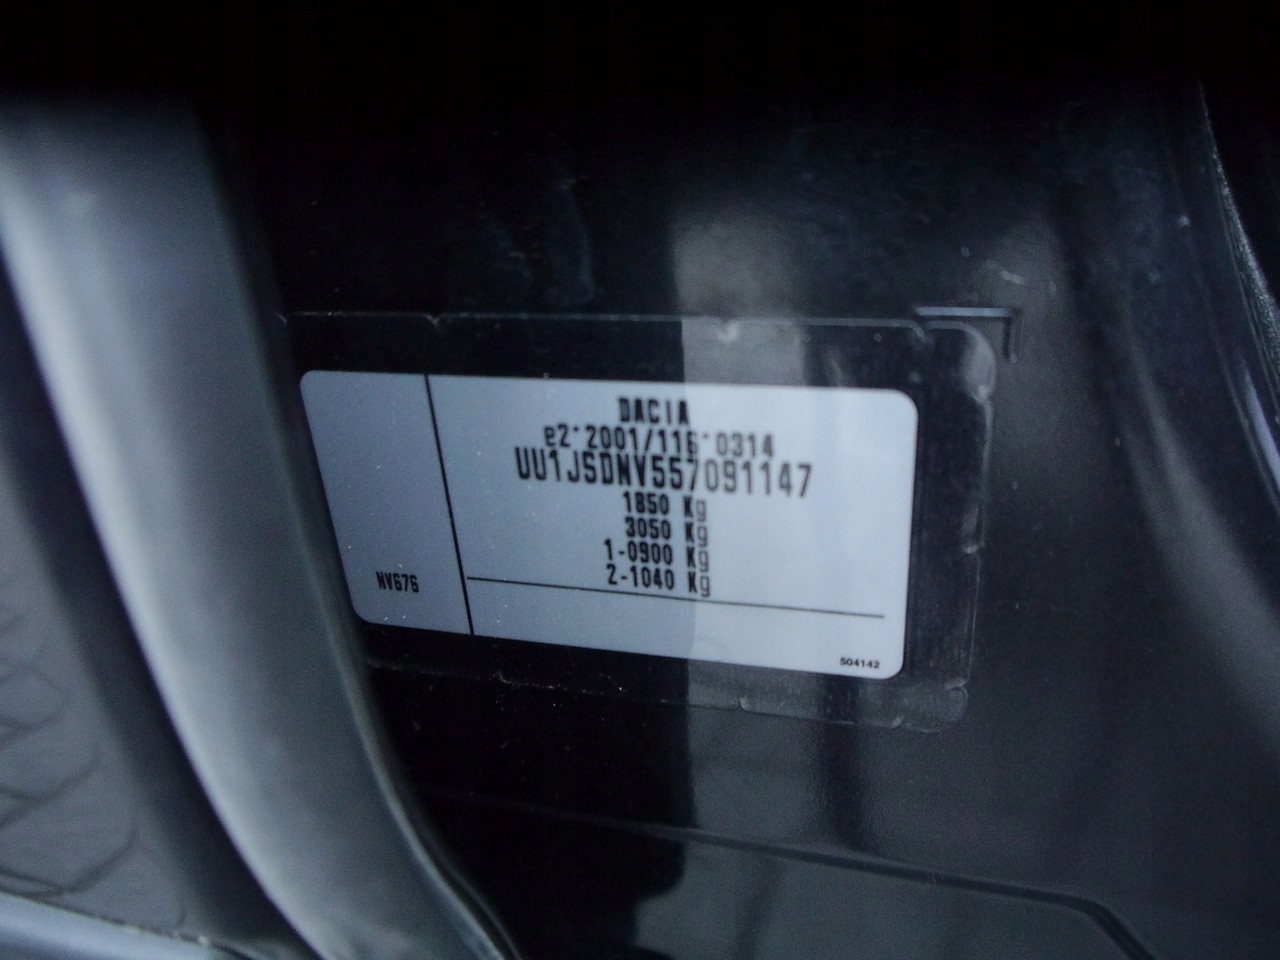 DACIA
e2*2001/116*0314
UU1JSDNV557091147
1850 Kg
3050 Kg
1-0900 Kg
2-1040 Kg
NV676
504142